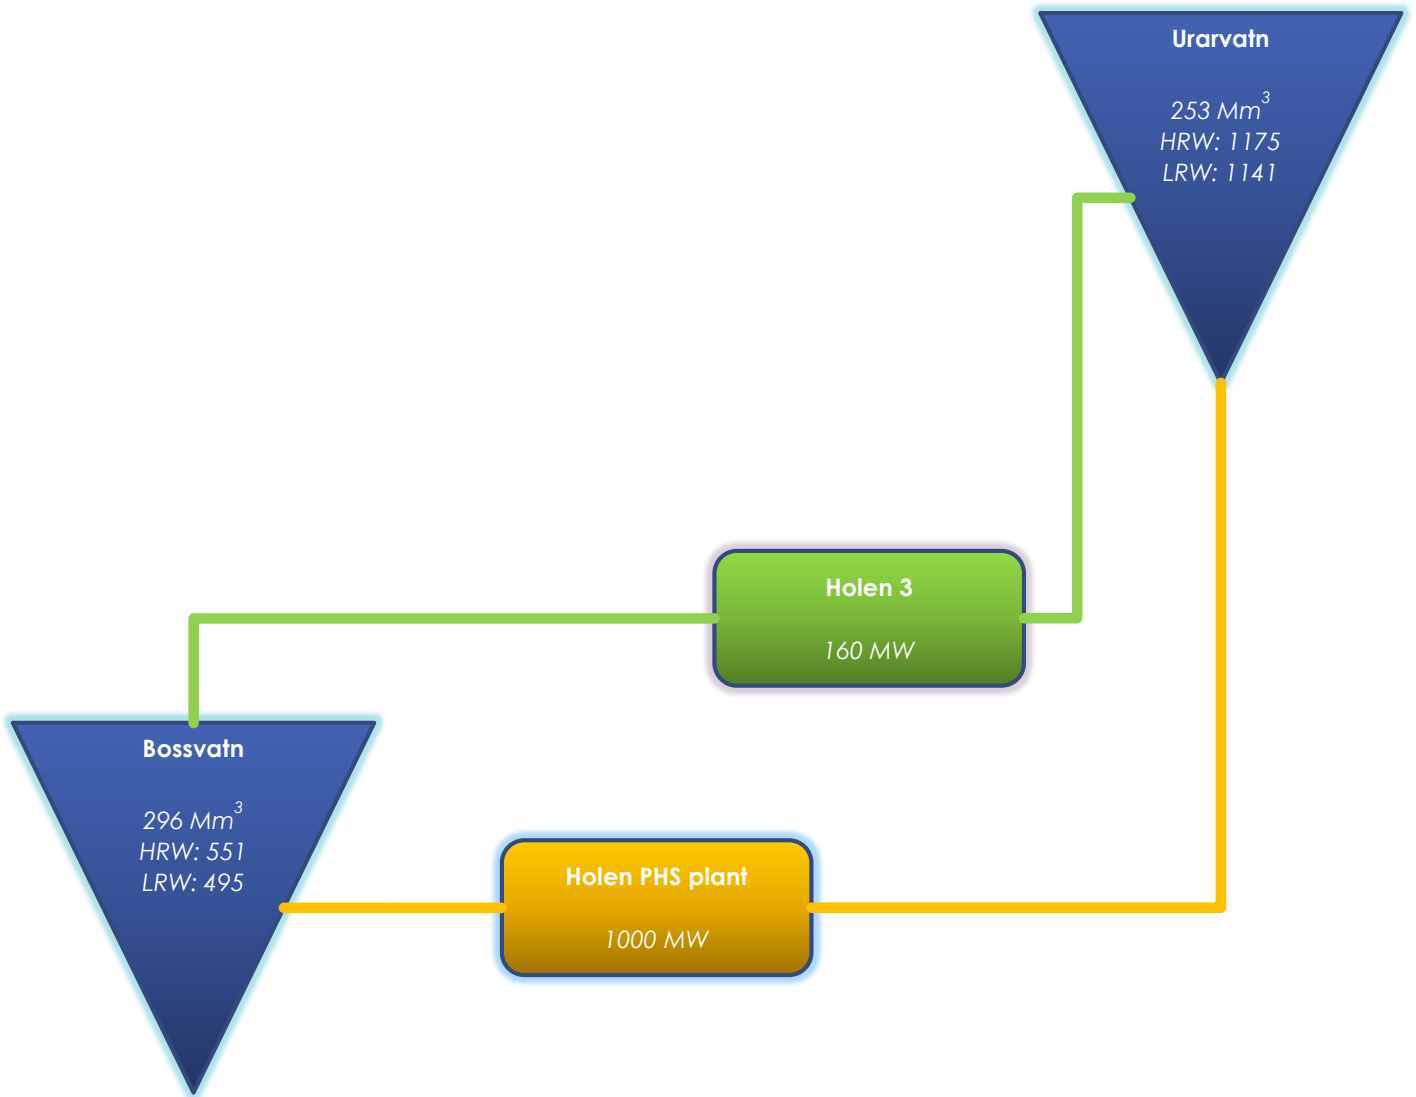 Urarvatn
253 Mm³
HRW: 1175
LRW: 1141
Holen 3
160 MW
Bossvatn
296 Mm³
HRW: 551
LRW: 495
Holen PHS plant
1000 MW